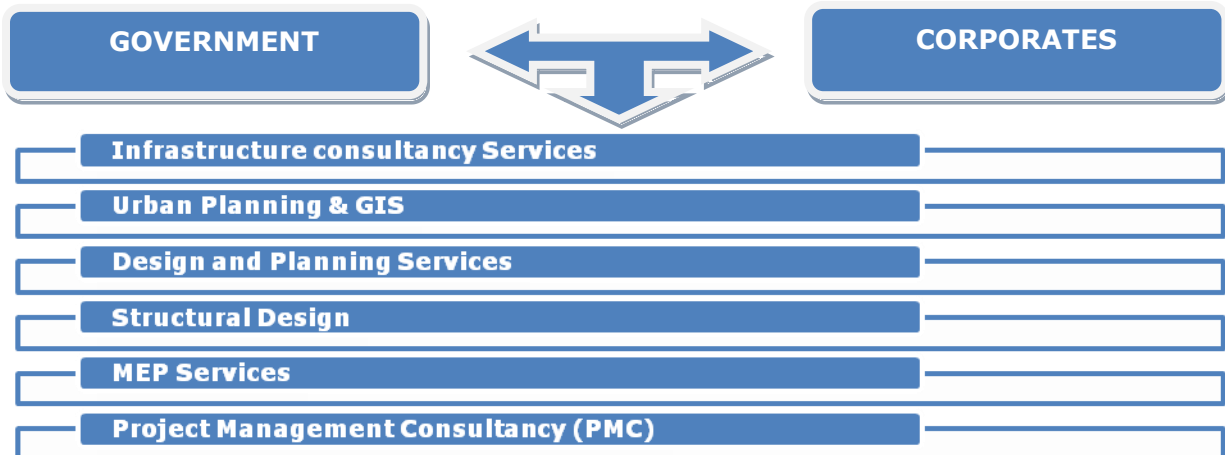 GOVERNMENT
CORPORATES
Infrastructure consultancy Services
Urban Planning & GIS
Design and Planning Services
Structural Design
MEP Services
Project Management Consultancy (PMC)